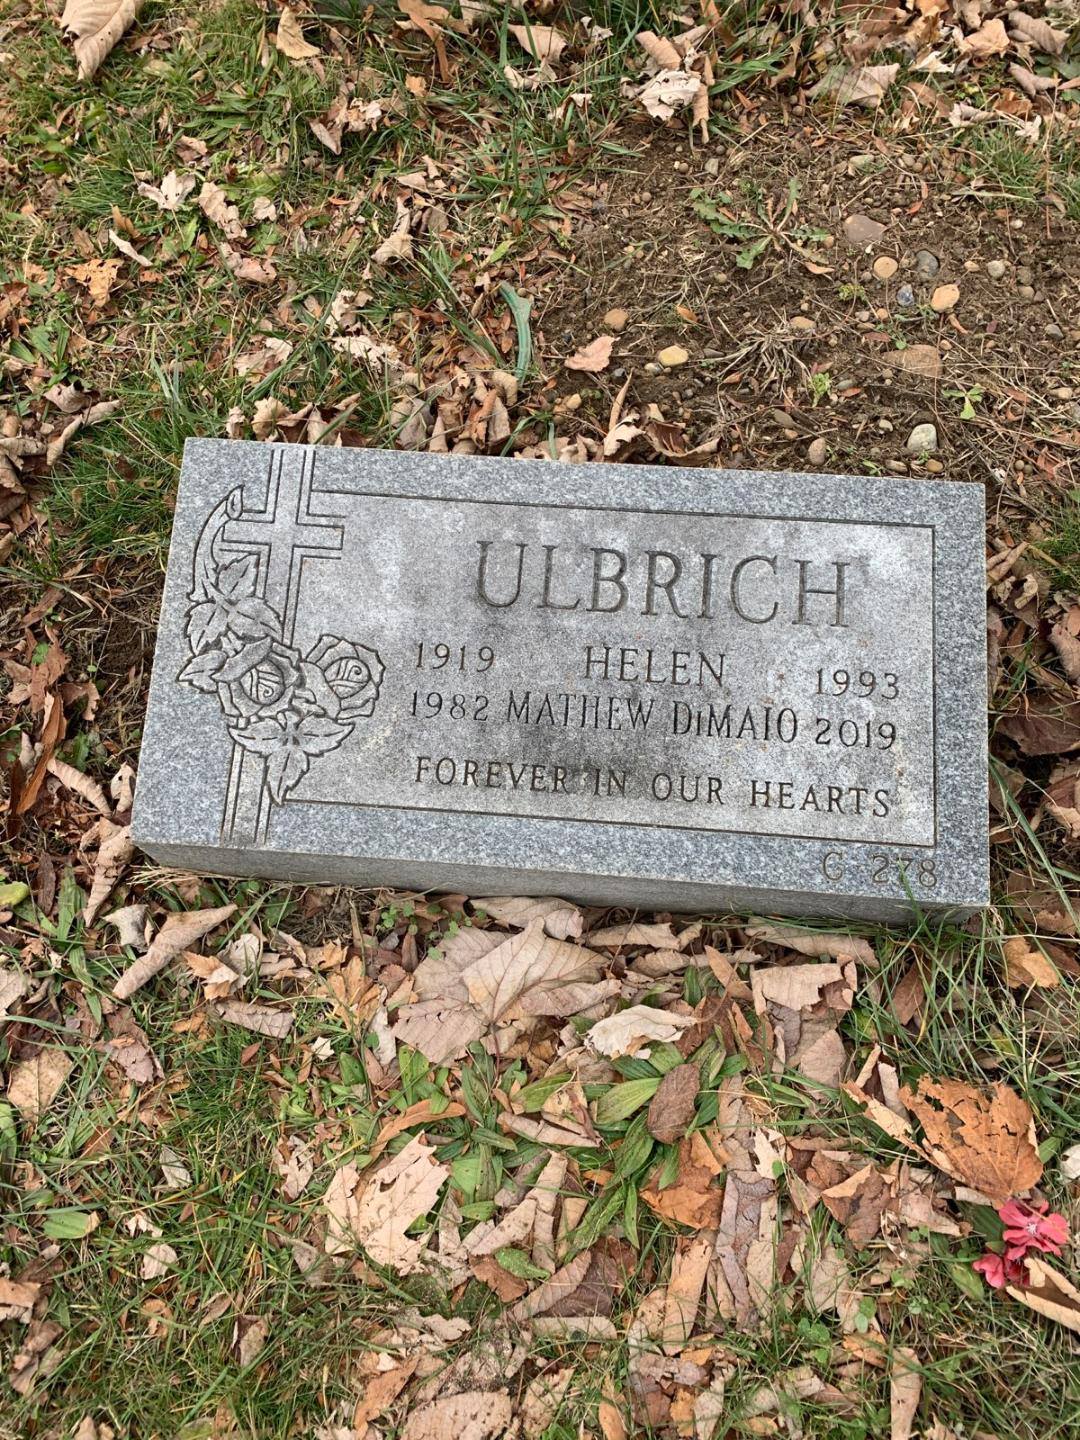 ULBRICH
1919 HELEN 1993
1982 MATHEW DiMAIO 2019
FOREVER IN OUR HEARTS
C 278